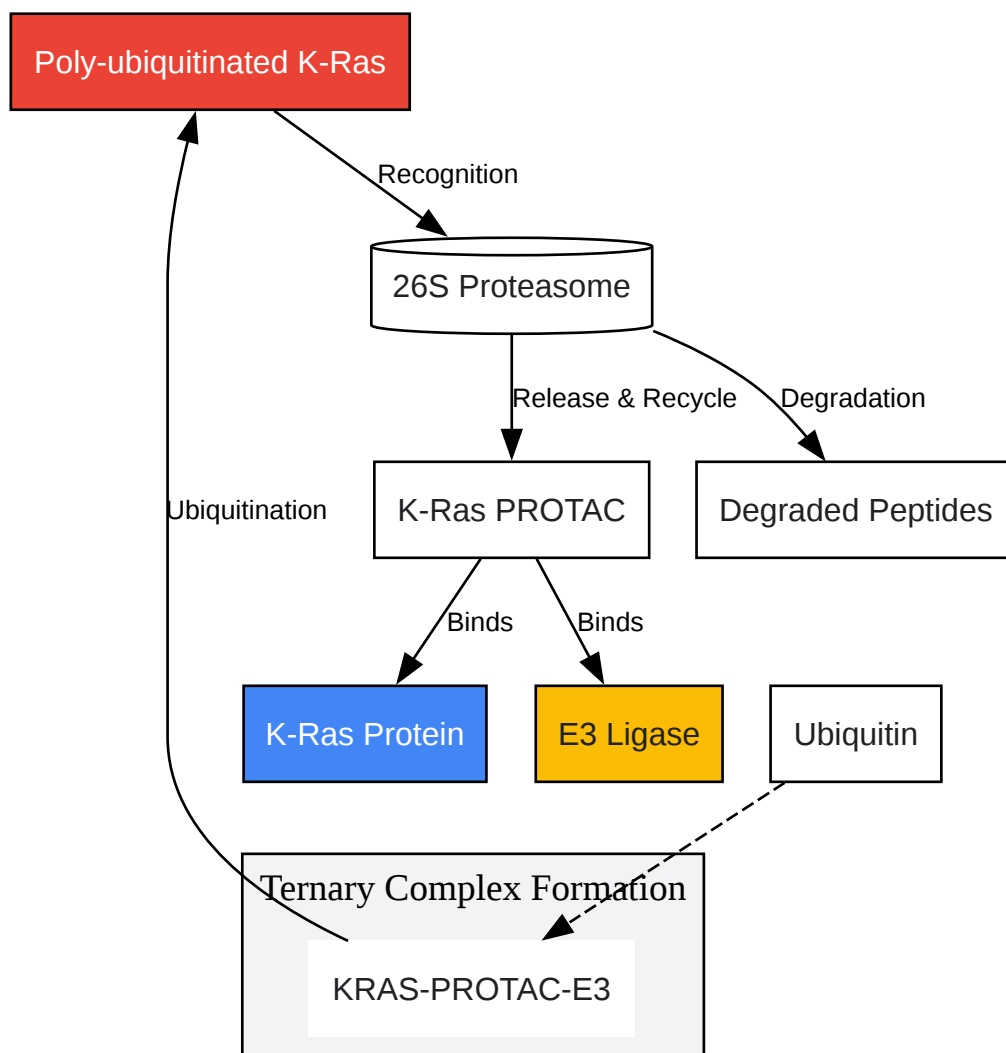 Poly-ubiquitinated K-Ras
Recognition
26S Proteasome
Release & Recycle
Degradation
K-Ras PROTAC
Degraded Peptides
Ubiquitination
Binds
Binds
K-Ras Protein
E3 Ligase
Ubiquitin
Ternary Complex Formation
KRAS-PROTAC-E3